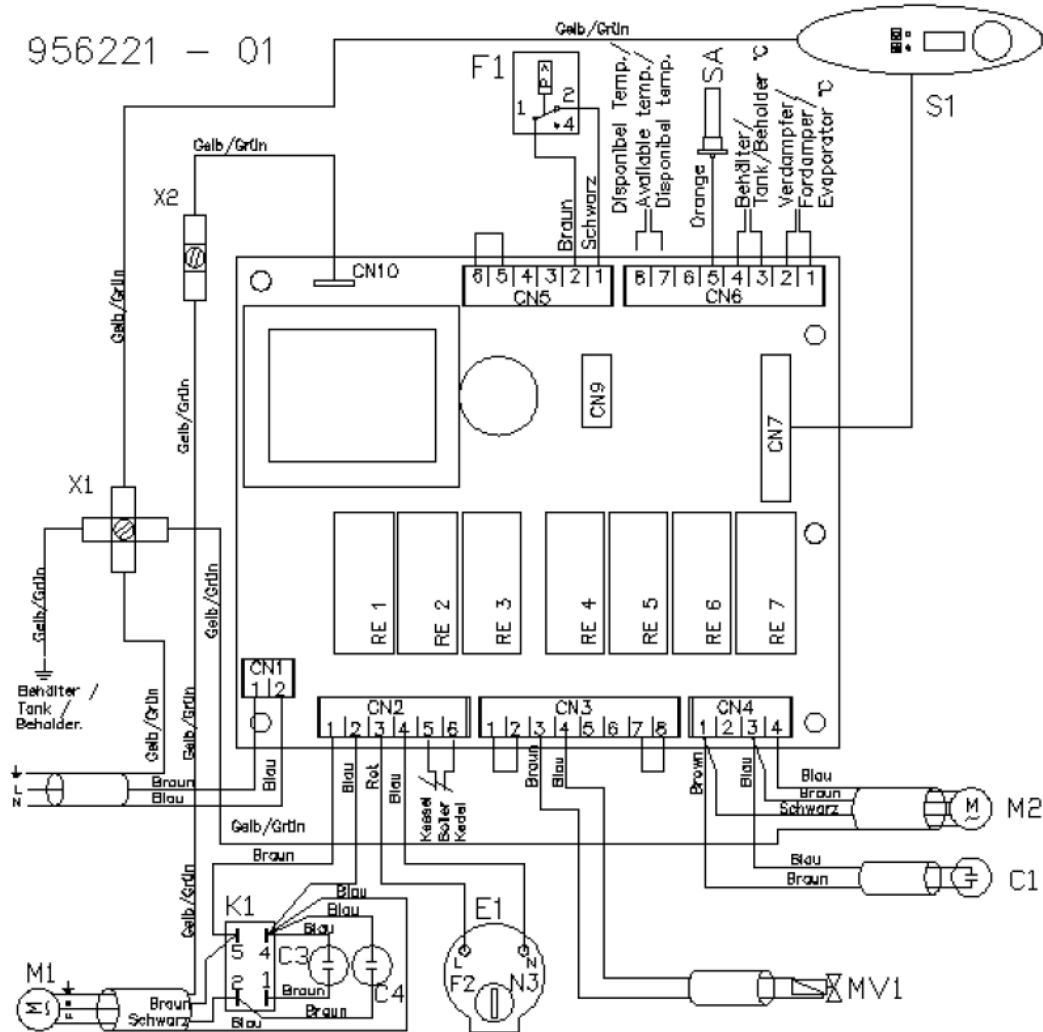 956221 - 01
Gelb/Grün
F1
P >
1
2
4
Disponibel Temp./
Available temp./
Disponibel temp.
SA
Orange
Behälter/
Tank/Beholder °C
Verdampfer/
Fordamper/
Evaporator °C
S1
Gelb/Grün
X2
Braun
Schwarz
CN10
6 5 4 3 2 1
CN5
8 7 6 5 4 3 2 1
CN6
Gelb/Grün
Gelb/Grün
CN9
CN7
X1
Gelb/Grün
Gelb/Grün
RE 1
RE 2
RE 3
RE 4
RE 5
RE 6
RE 7
Behälter /
Tank /
Beholder.
CN1
1 2
CN2
1 2 3 4 5 6
CN3
1 2 3 4 5 6 7 8
CN4
1 2 3 4
Gelb/Grün
Gelb/Grün
L
N
Braun
Blau
Blau
Blau
Rot
Blau
Kessel
Boiler
Kedel
Braun
Blau
Brown
Blau
Blau
Braun
Schwarz
M
M2
Gelb/Grün
Braun
Blau
Braun
C1
Gelb/Grün
K1
Blau
Blau
Blau
5 4
2 1
C3
C4
Braun
Braun
E1
L
N
F2
N3
M1
M
Braun
Schwarz
Blau
MV1